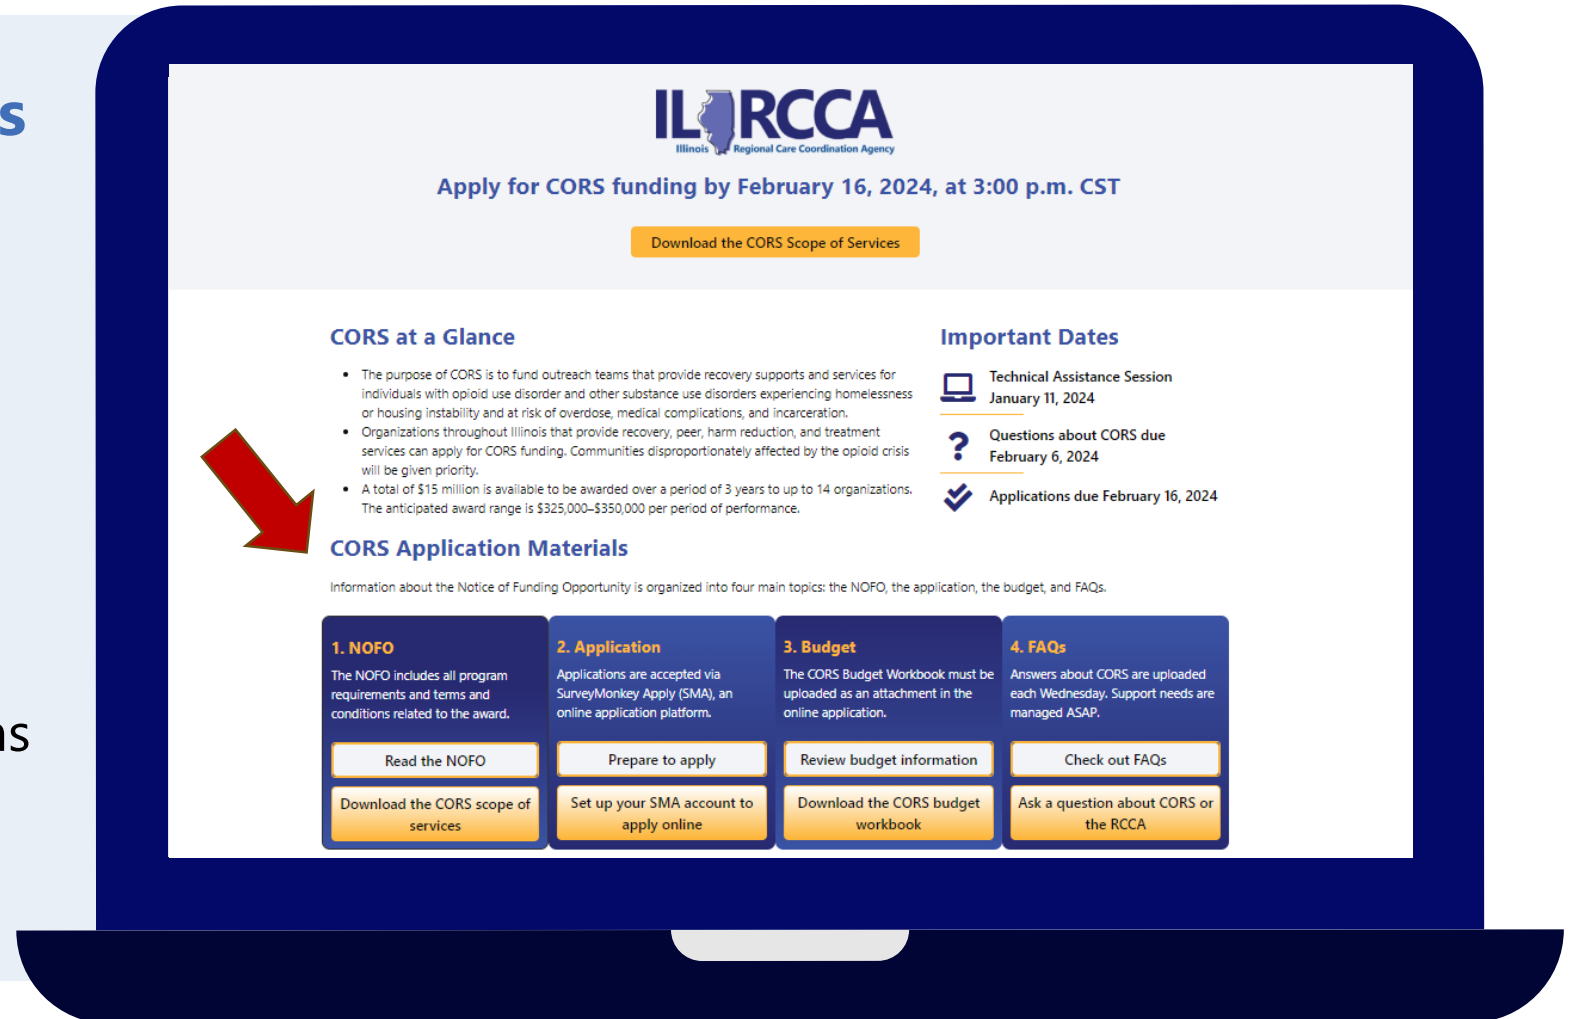 s
ns
IL RCCA
Illinois Regional Care Coordination Agency
Apply for CORS funding by February 16, 2024, at 3:00 p.m. CST
Download the CORS Scope of Services
CORS at a Glance
• The purpose of CORS is to fund outreach teams that provide recovery supports and services for
individuals with opioid use disorder and other substance use disorders experiencing homelessness
or housing instability and at risk of overdose, medical complications, and incarceration.
• Organizations throughout Illinois that provide recovery, peer, harm reduction, and treatment
services can apply for CORS funding. Communities disproportionately affected by the opioid crisis
will be given priority.
• A total of $15 million is available to be awarded over a period of 3 years to up to 14 organizations.
The anticipated award range is $325,000–$350,000 per period of performance.
Important Dates
Technical Assistance Session
January 11, 2024
?
Questions about CORS due
February 6, 2024
Applications due February 16, 2024
CORS Application Materials
Information about the Notice of Funding Opportunity is organized into four main topics: the NOFO, the application, the budget, and FAQs.
1. NOFO
The NOFO includes all program
requirements and terms and
conditions related to the award.
Read the NOFO
Download the CORS scope of
services
2. Application
Applications are accepted via
SurveyMonkey Apply (SMA), an
online application platform.
Prepare to apply
Set up your SMA account to
apply online
3. Budget
The CORS Budget Workbook must be
uploaded as an attachment in the
online application.
Review budget information
Download the CORS budget
workbook
4. FAQs
Answers about CORS are uploaded
each Wednesday. Support needs are
managed ASAP.
Check out FAQs
Ask a question about CORS or
the RCCA